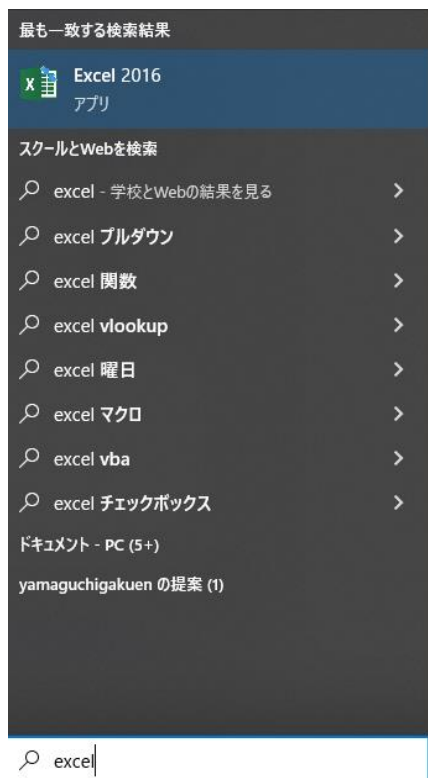 最も一致する検索結果
Excel 2016
アプリ
スクールとWebを検索
excel - 学校とWebの結果を見る
excel プルダウン
excel 関数
excel vlookup
excel 曜日
excel マクロ
excel vba
excel チェックボックス
ドキュメント - PC (5+)
yamaguchigakuen の提案 (1)
excel